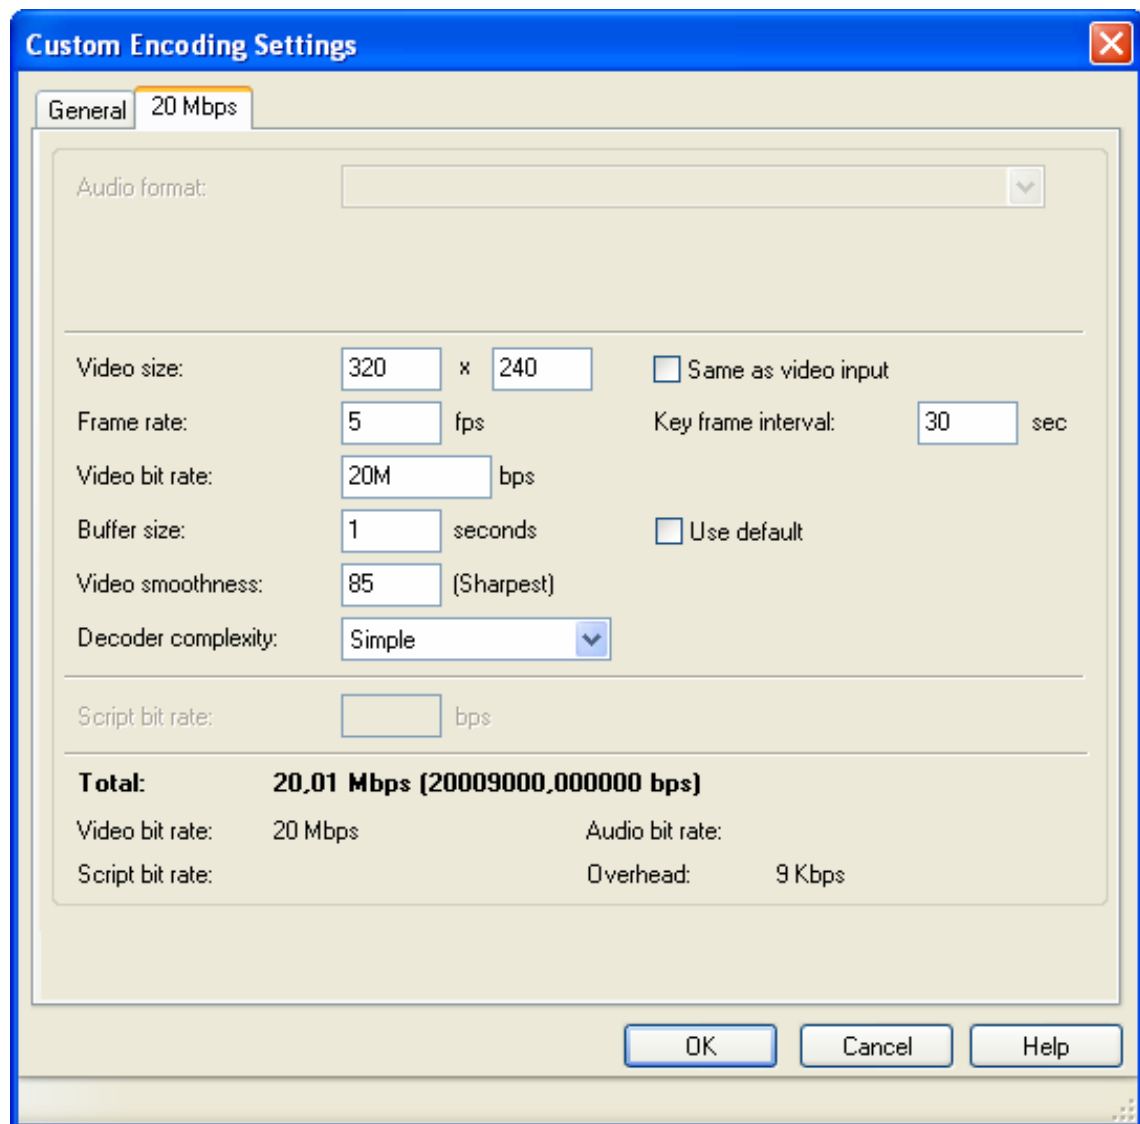 Custom Encoding Settings
General 20 Mbps
Audio format:
Video size: 320 x 240 Same as video input
Frame rate: 5 fps Key frame interval: 30 sec
Video bit rate: 20M bps
Buffer size: 1 seconds Use default
Video smoothness: 85 (Sharpest)
Decoder complexity: Simple
Script bit rate: bps
Total: 20,01 Mbps (20009000,000000 bps)
Video bit rate: 20 Mbps Audio bit rate:
Script bit rate: Overhead: 9 Kbps
OK Cancel Help